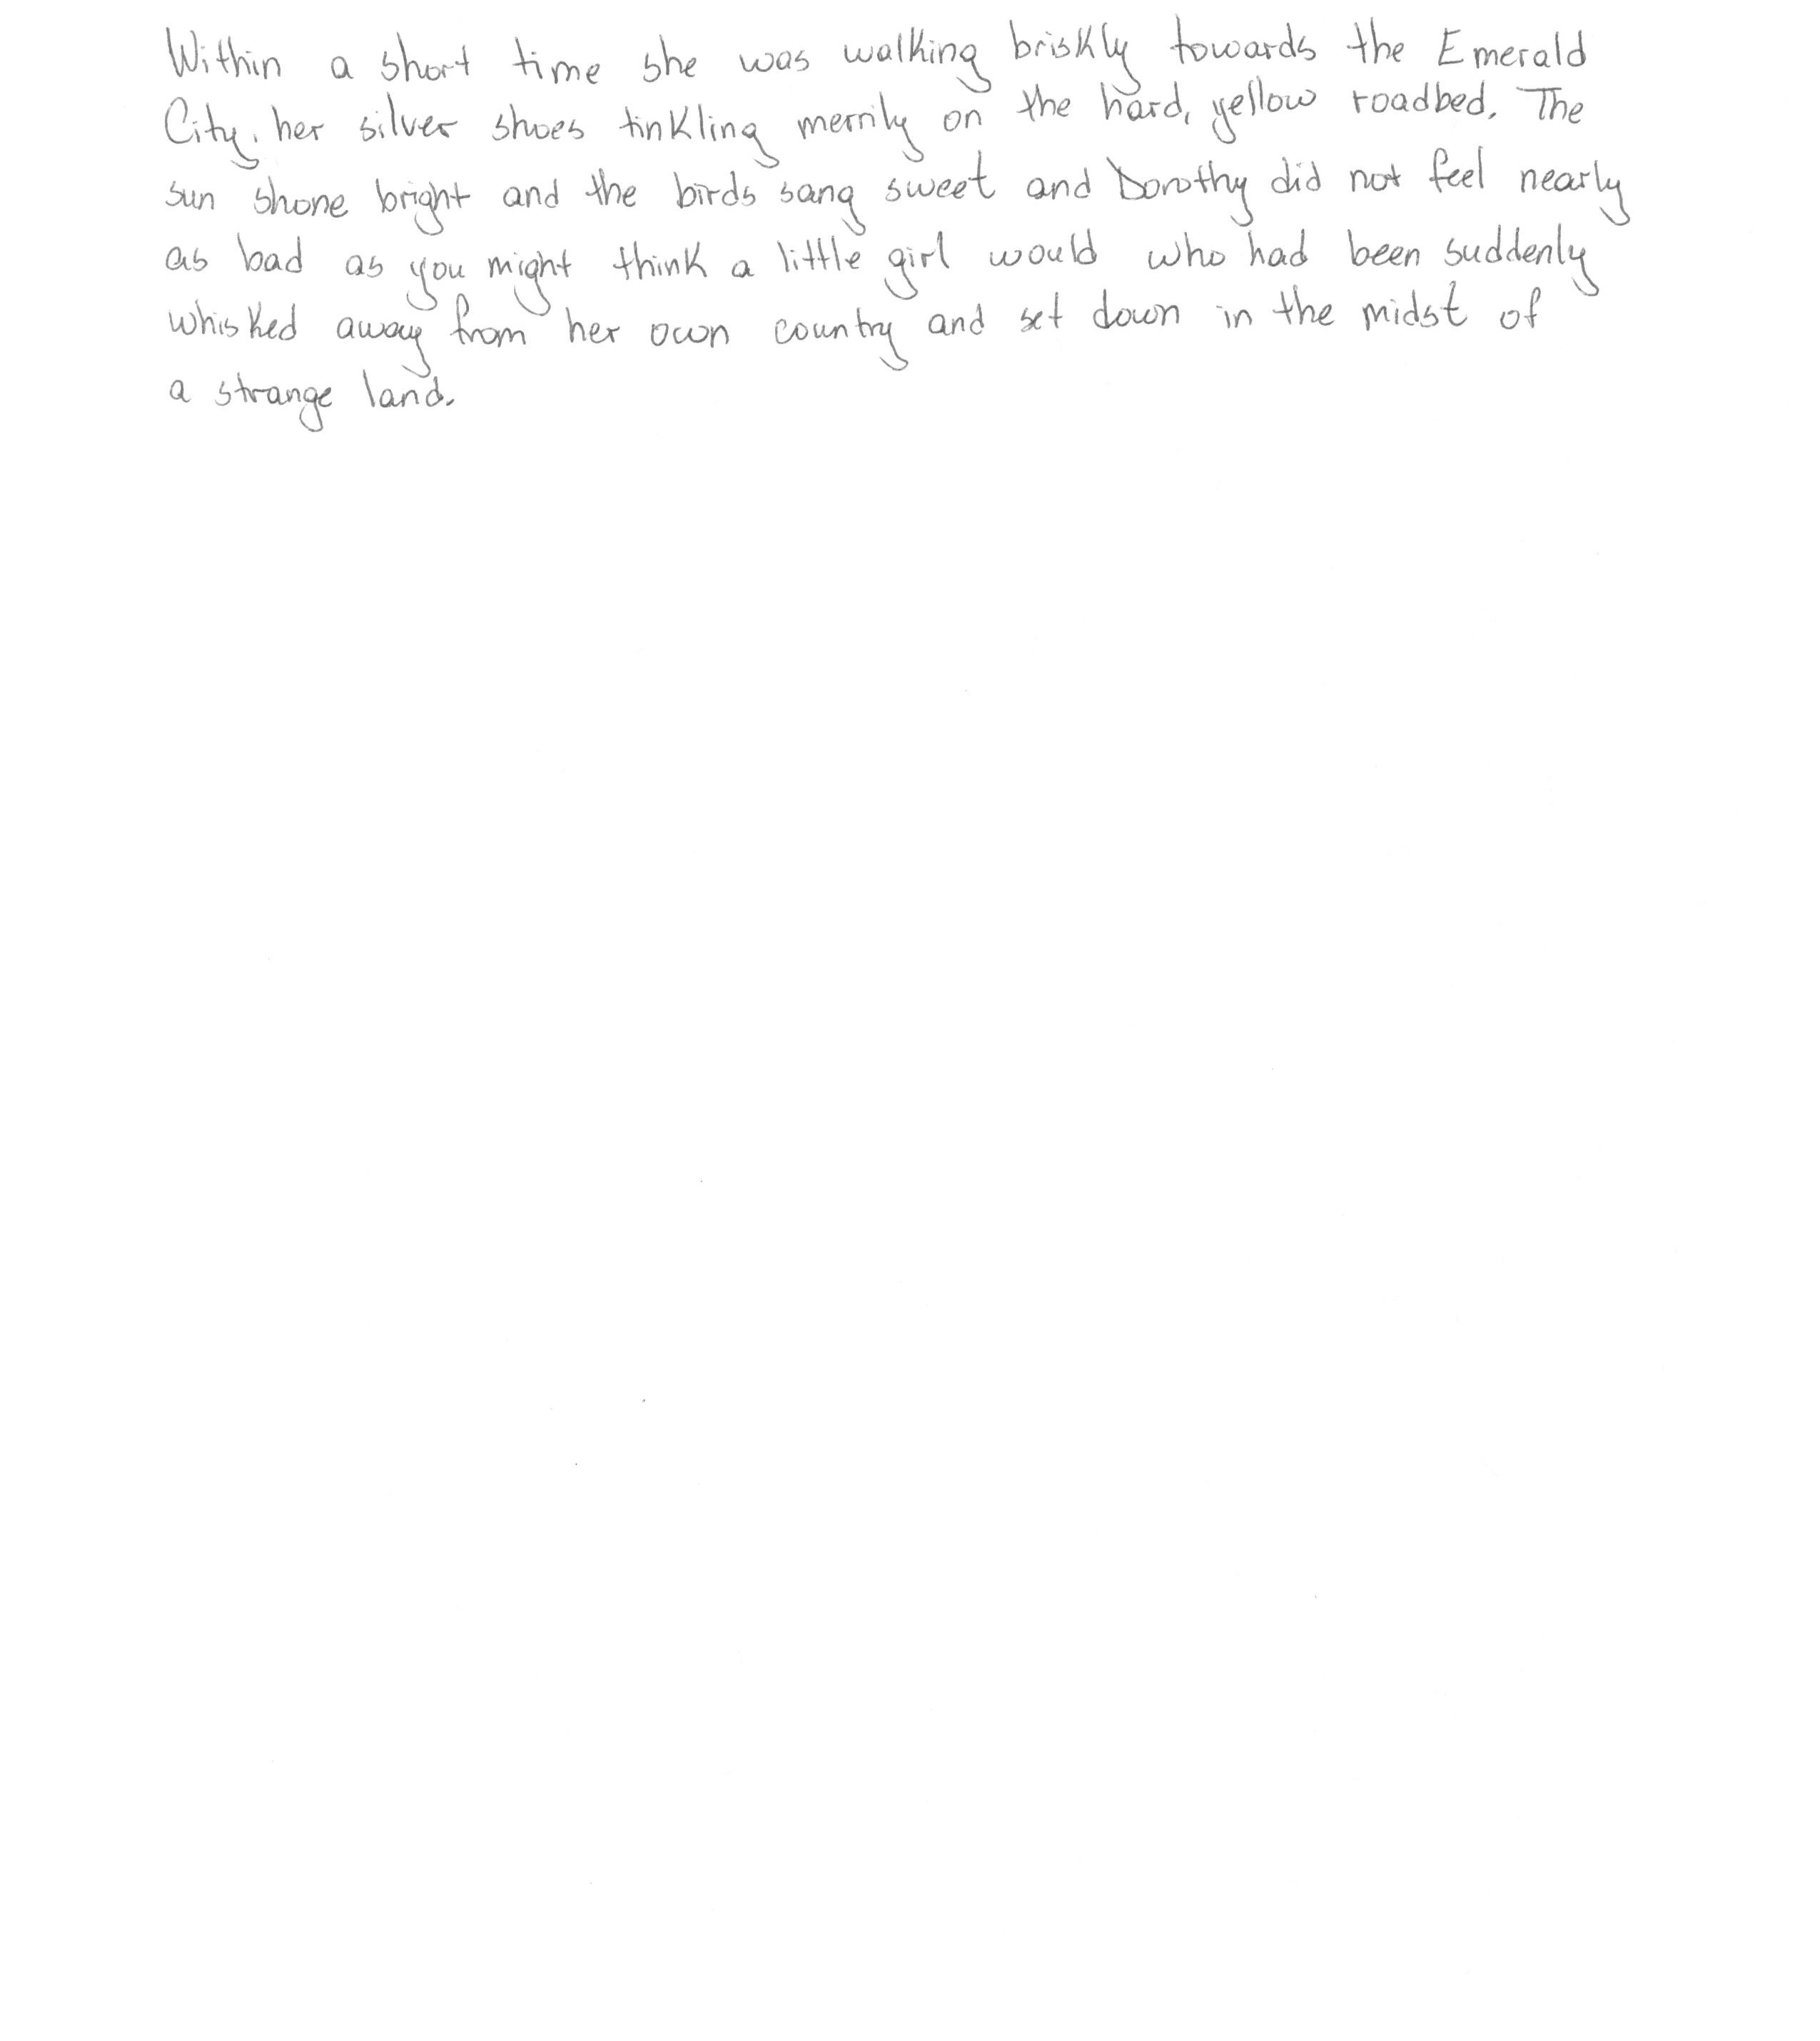 Within a short time she was walking briskly towards the Emerald
City, her silver shoes tinkling merrily on the hard, yellow roadbed. The
sun shone bright and the birds sang sweet and Dorothy did not feel nearly
as bad as you might think a little girl would who had been suddenly
whisked away from her own country and set down in the midst of
a strange land.